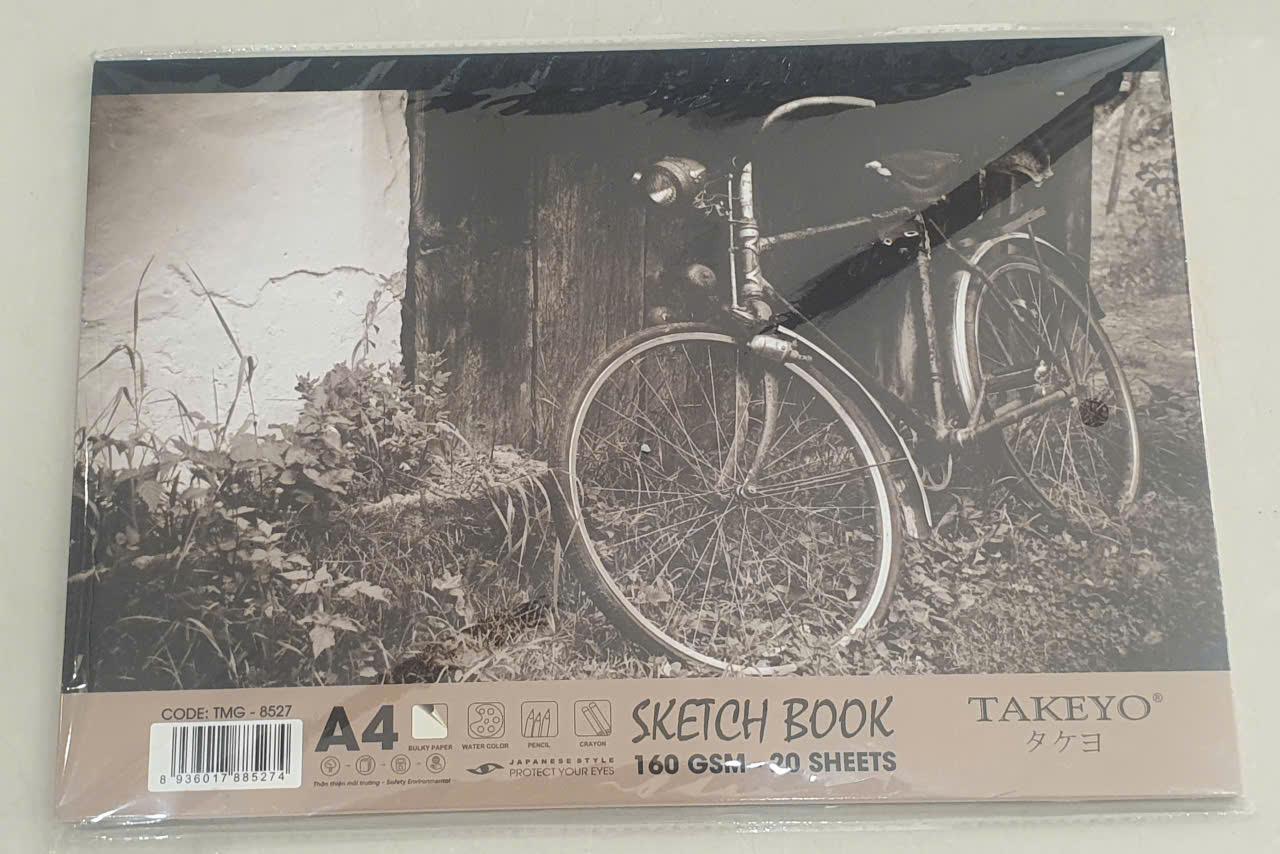 CODE: TMG - 8527
8 936017 885274
A4
BULKY PAPER
WATER COLOR
PENCIL
CRAYON
Thân thiện môi trường - Safety Environmental
JAPANESE STYLE
PROTECT YOUR EYES
SKETCH BOOK
160 GSM - 20 SHEETS
TAKEYO®
タケヨ